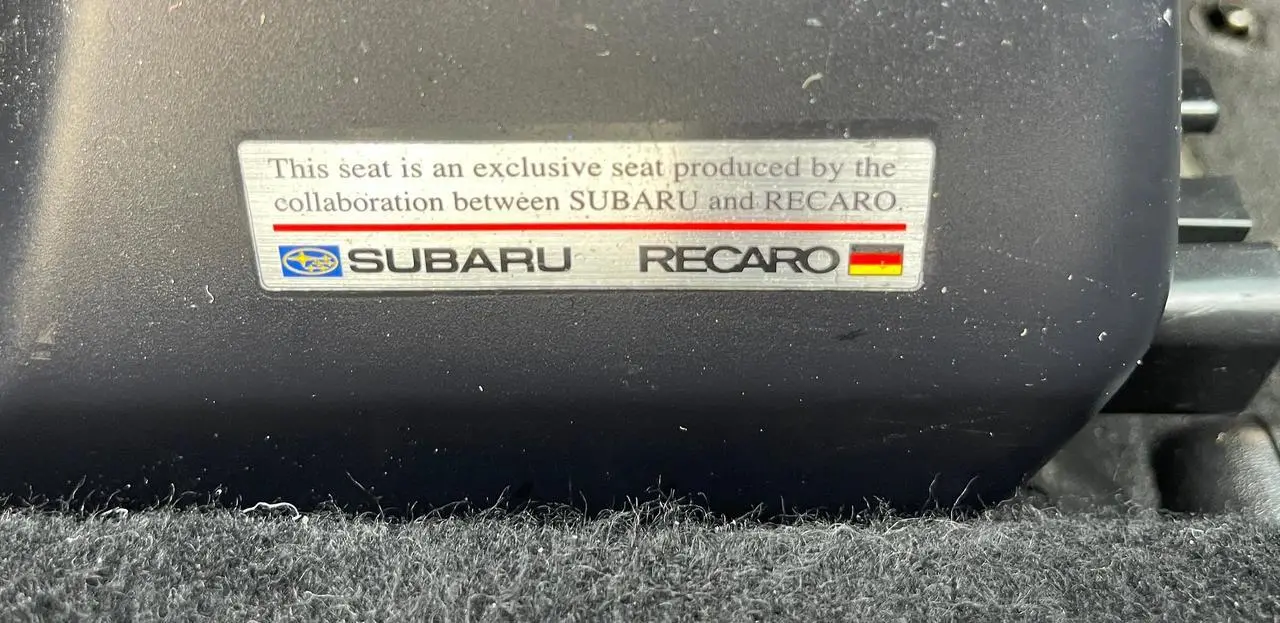 This seat is an exclusive seat produced by the
collaboration between SUBARU and RECARO.
SUBARU RECARO